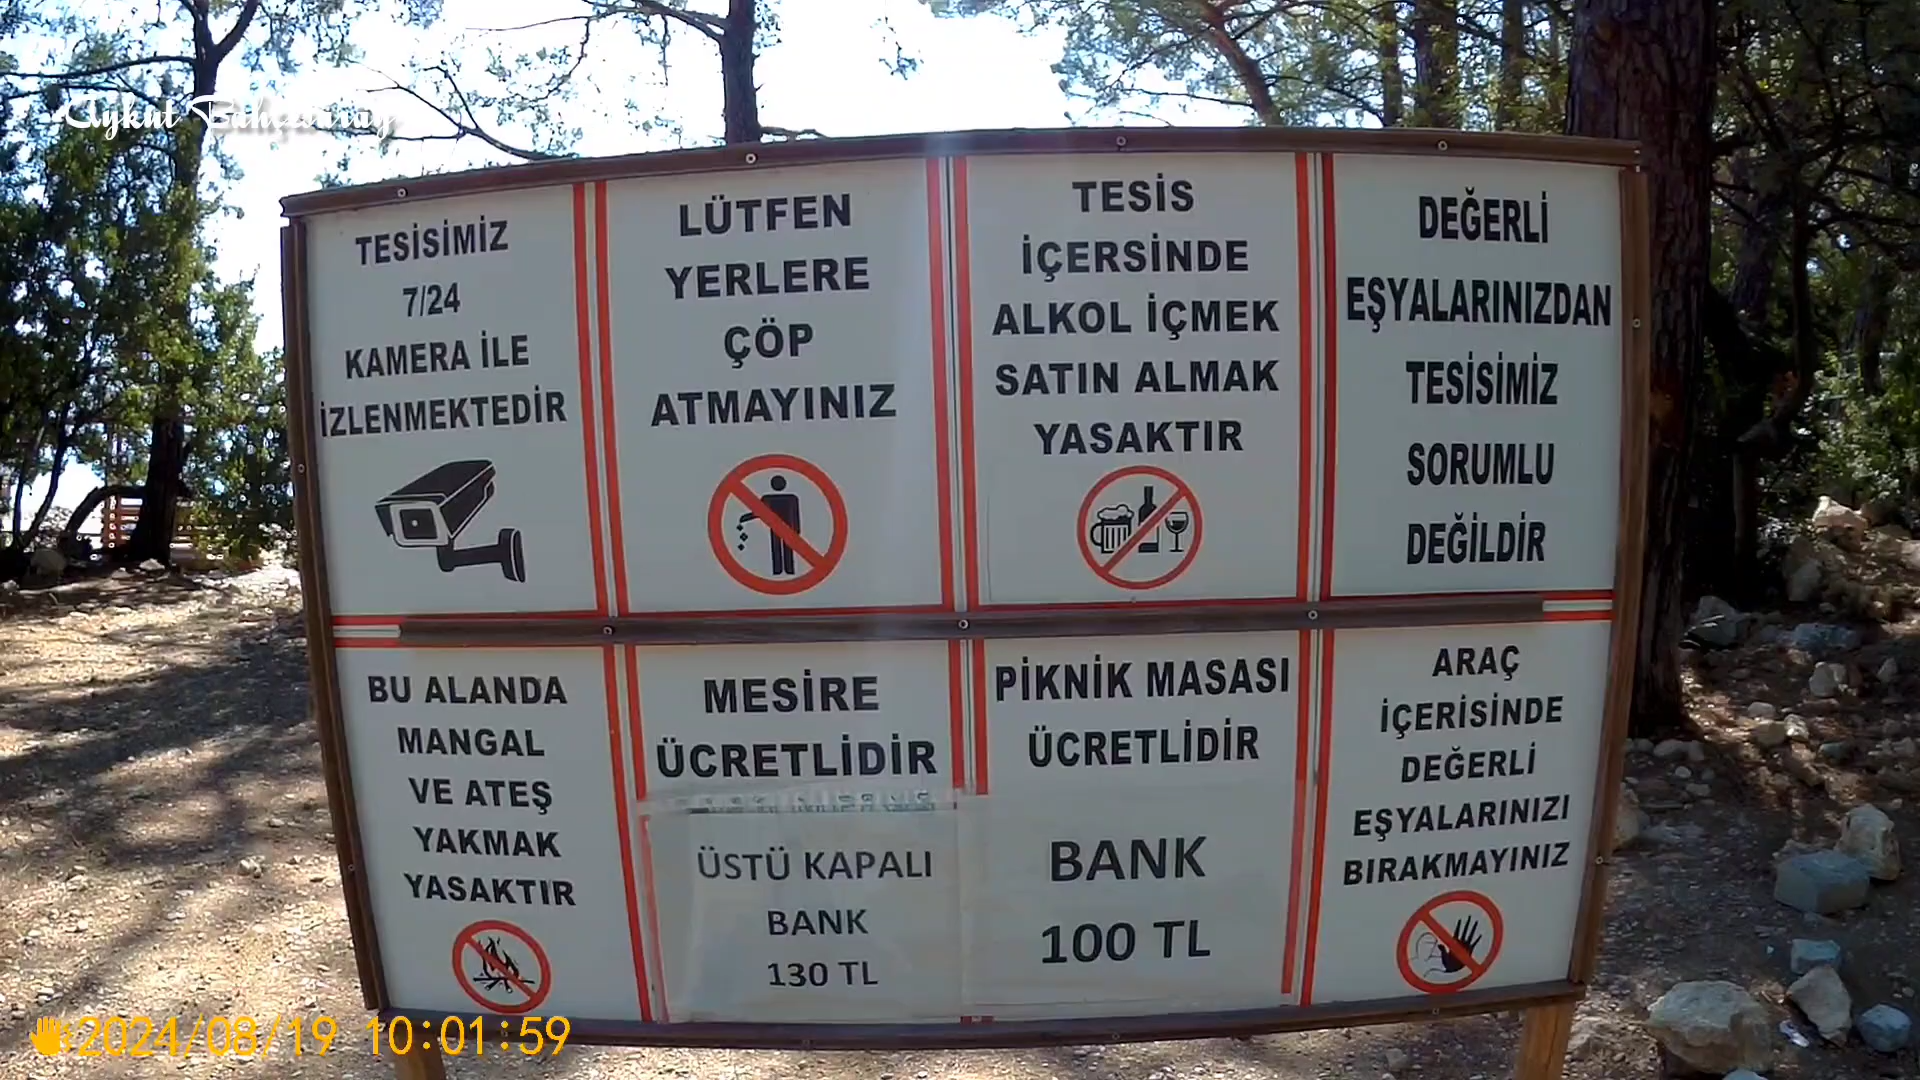 Aykut Bahçesaray
TESİSİMİZ
7/24
KAMERA İLE
İZLENMEKTEDİR
LÜTFEN
YERLERE
ÇÖP
ATMAYINIZ
TESİS
İÇERSİNDE
ALKOL İÇMEK
SATIN ALMAK
YASAKTIR
DEĞERLİ
EŞYALARINIZDAN
TESİSİMİZ
SORUMLU
DEĞİLDİR
BU ALANDA
MANGAL
VE ATEŞ
YAKMAK
YASAKTIR
MESİRE
ÜCRETLİDİR
ÜSTÜ KAPALI
BANK
130 TL
PİKNİK MASASI
ÜCRETLİDİR
BANK
100 TL
ARAÇ
İÇERİSİNDE
DEĞERLİ
EŞYALARINIZI
BIRAKMAYINIZ
2024/08/19 10:01:59